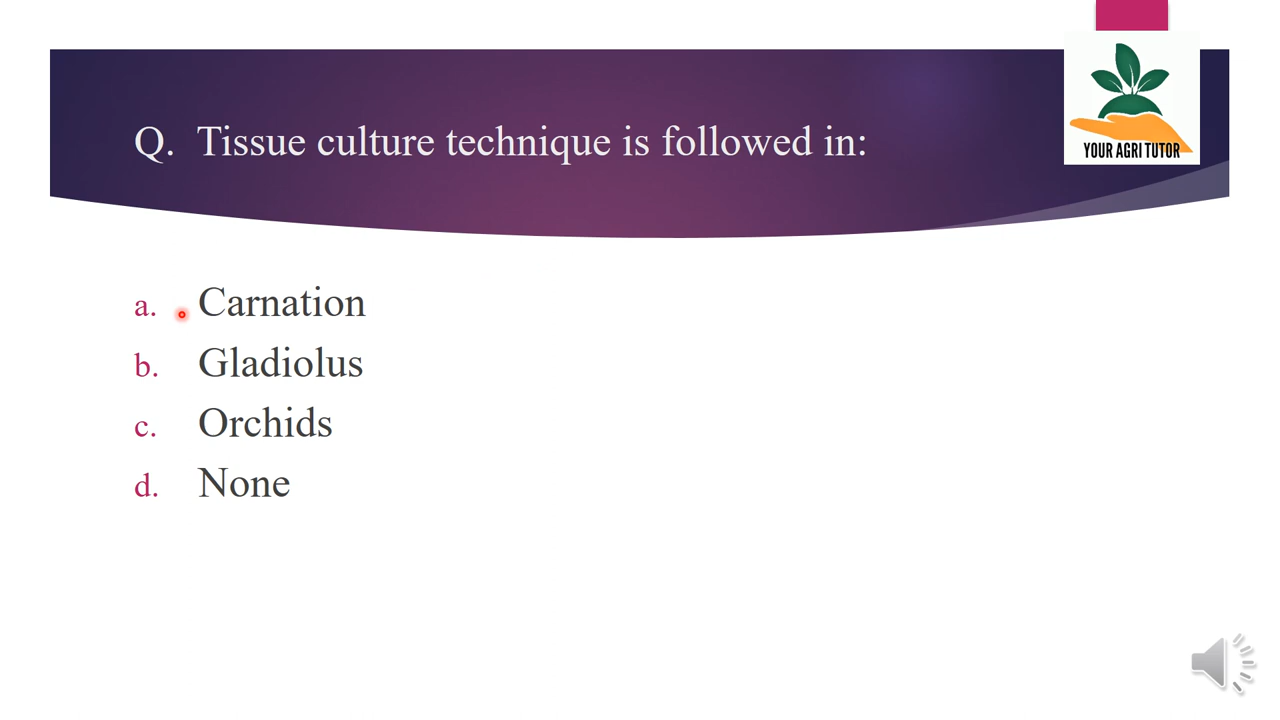 YOUR AGRI TUTOR
Q. Tissue culture technique is followed in:
a. Carnation
b. Gladiolus
c. Orchids
d. None